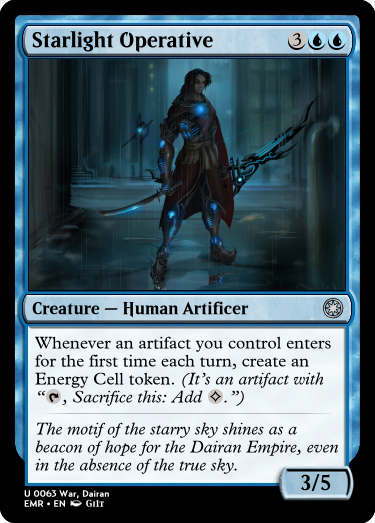 Starlight Operative 3
Creature — Human Artificer
Whenever an artifact you control enters
for the first time each turn, create an
Energy Cell token. (It's an artifact with
“, Sacrifice this: Add .”)
The motif of the starry sky shines as a
beacon of hope for the Dairan Empire, even
in the absence of the true sky.
3/5
U 0063 War, Dairan
EMR • EN Gilt